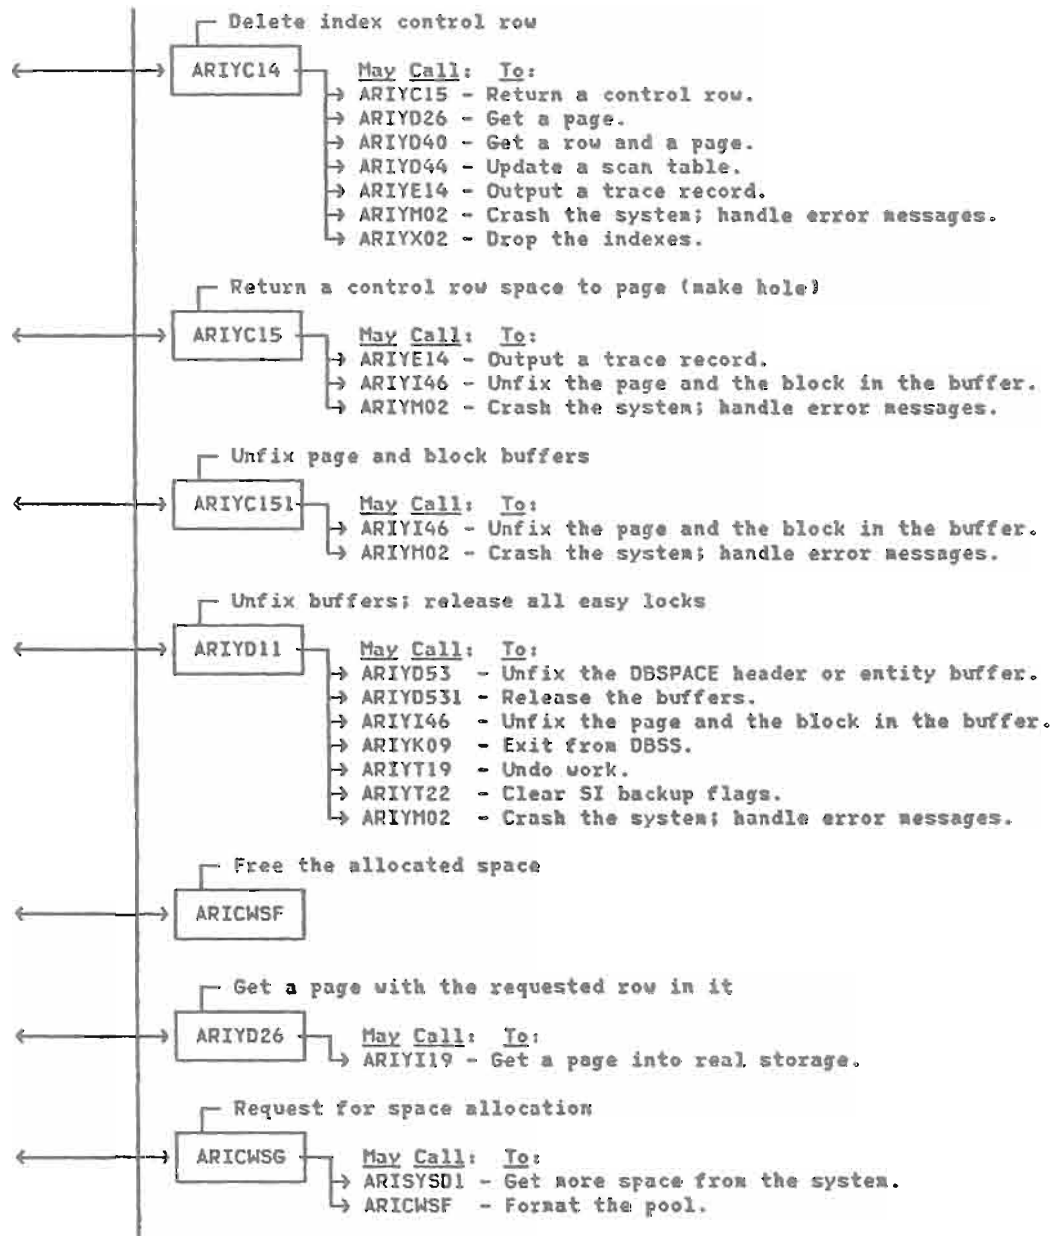 Delete index control row
ARIYC14
May Call: To:
ARIYC15 - Return a control row.
ARIYD26 - Get a page.
ARIYD40 - Get a row and a page.
ARIYD44 - Update a scan table.
ARIYE14 - Output a trace record.
ARIYM02 - Crash the system; handle error messages.
ARIYX02 - Drop the indexes.
Return a control row space to page (make hole)
ARIYC15
May Call: To:
ARIYE14 - Output a trace record.
ARIYI46 - Unfix the page and the block in the buffer.
ARIYM02 - Crash the system; handle error messages.
Unfix page and block buffers
ARIYC151
May Call: To:
ARIYI46 - Unfix the page and the block in the buffer.
ARIYM02 - Crash the system; handle error messages.
Unfix buffers; release all easy locks
ARIYD11
May Call: To:
ARIYD53 - Unfix the DBSPACE header or entity buffer.
ARIYD531 - Release the buffers.
ARIYI46 - Unfix the page and the block in the buffer.
ARIYK09 - Exit from DBSS.
ARIYT19 - Undo work.
ARIYT22 - Clear SI backup flags.
ARIYM02 - Crash the system; handle error messages.
Free the allocated space
ARICWSF
Get a page with the requested row in it
ARIYD26
May Call: To:
ARIYI19 - Get a page into real storage.
Request for space allocation
ARICWSG
May Call: To:
ARISYSD1 - Get more space from the system.
ARICWSF - Format the pool.